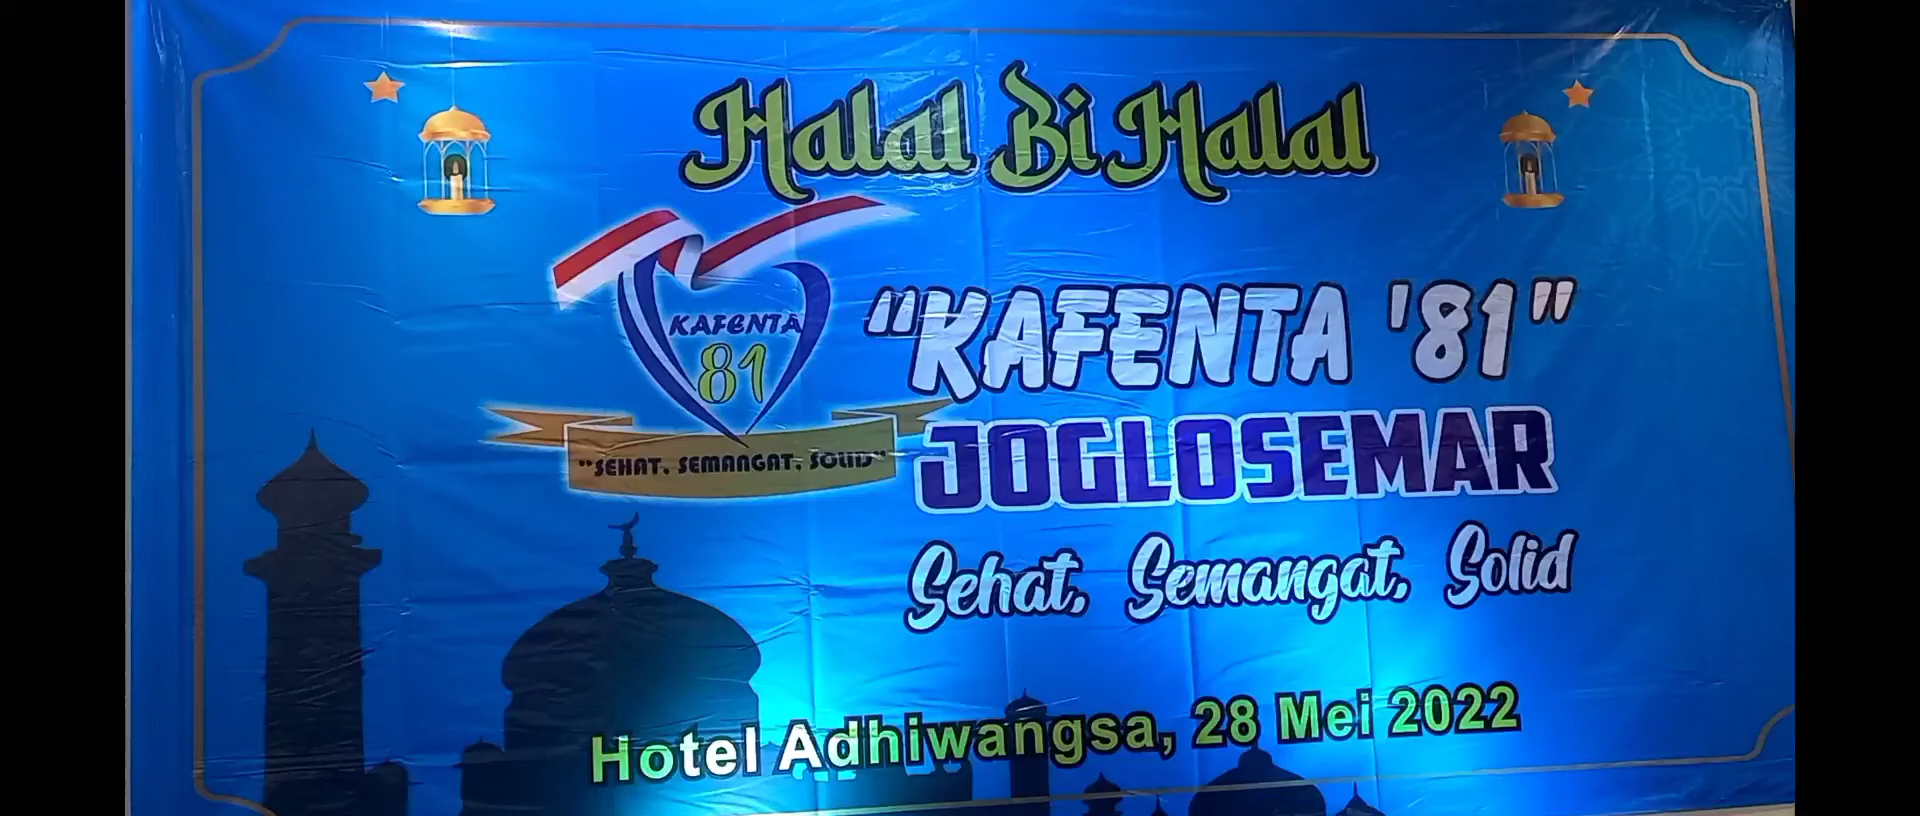 Halal Bi Halal
KAFENTA
81
"SEHAT, SEMANGAT, SOLID"
"KAFENTA '81"
JOGLOSEMAR
Sehat, Semangat, Solid
Hotel Adhiwangsa, 28 Mei 2022